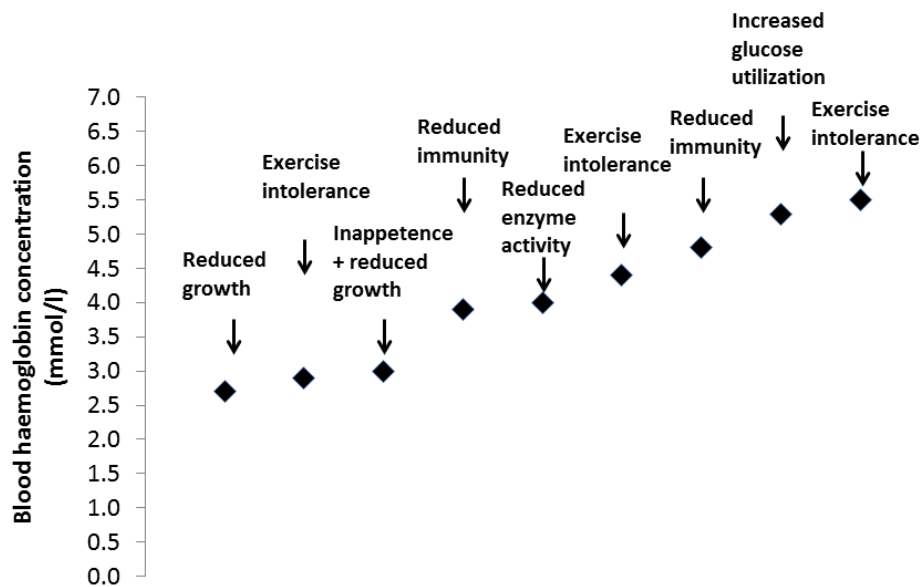 Blood haemoglobin concentration
(mmol/l)
7.0
6.5
6.0
5.5
5.0
4.5
4.0
3.5
3.0
2.5
2.0
1.5
1.0
0.5
0.0
Reduced
growth
Exercise
intolerance
Inappetence
+ reduced
growth
Reduced
immunity
Reduced
enzyme
activity
Exercise
intolerance
Reduced
immunity
Increased
glucose
utilization
Exercise
intolerance